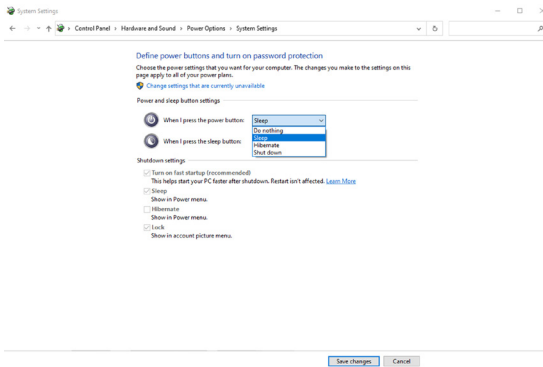 System Settings
Control Panel › Hardware and Sound › Power Options › System Settings
Define power buttons and turn on password protection
Choose the power settings that you want for your computer. The changes you make to the settings on this
page apply to all of your power plans.
Change settings that are currently unavailable
Power and sleep button settings
When I press the power button: Sleep
Do nothing
Sleep
Hibernate
Shut down
When I press the sleep button:
Shutdown settings
Turn on fast startup (recommended)
This helps start your PC faster after shutdown. Restart isn't affected. Learn More
Sleep
Show in Power menu.
Hibernate
Show in Power menu.
Lock
Show in account picture menu.
Save changes
Cancel